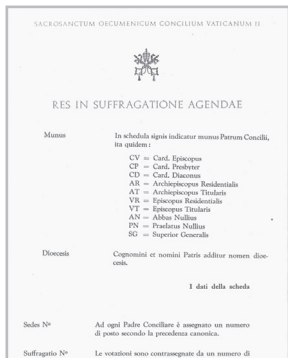 SACROSANCTUM OECUMENICUM CONCILIUM VATICANUM II
RES IN SUFFRAGATIONE AGENDAE
Munus
In schedula signis indicatur munus Patrum Concilii,
ita quidem:
CV = Card. Episcopus
CP = Card. Presbyter
CD = Card. Diaconus
AR = Archiepiscopus Residentialis
AT = Archiepiscopus Titularis
VR = Episcopus Residentialis
VT = Episcopus Titularis
AN = Abbas Nullius
PN = Praelatus Nullius
SG = Superior Generalis
Dioecesis
Cognomini et nomini Patris additur nomen dioe-
cesis.
I dati della scheda
Sedes Nª
Ad ogni Padre Conciliare è assegnato un numero
di posto secondo la precedenza canonica.
Suffragatio Nª
Le votazioni sono contrassegnate da un numero di